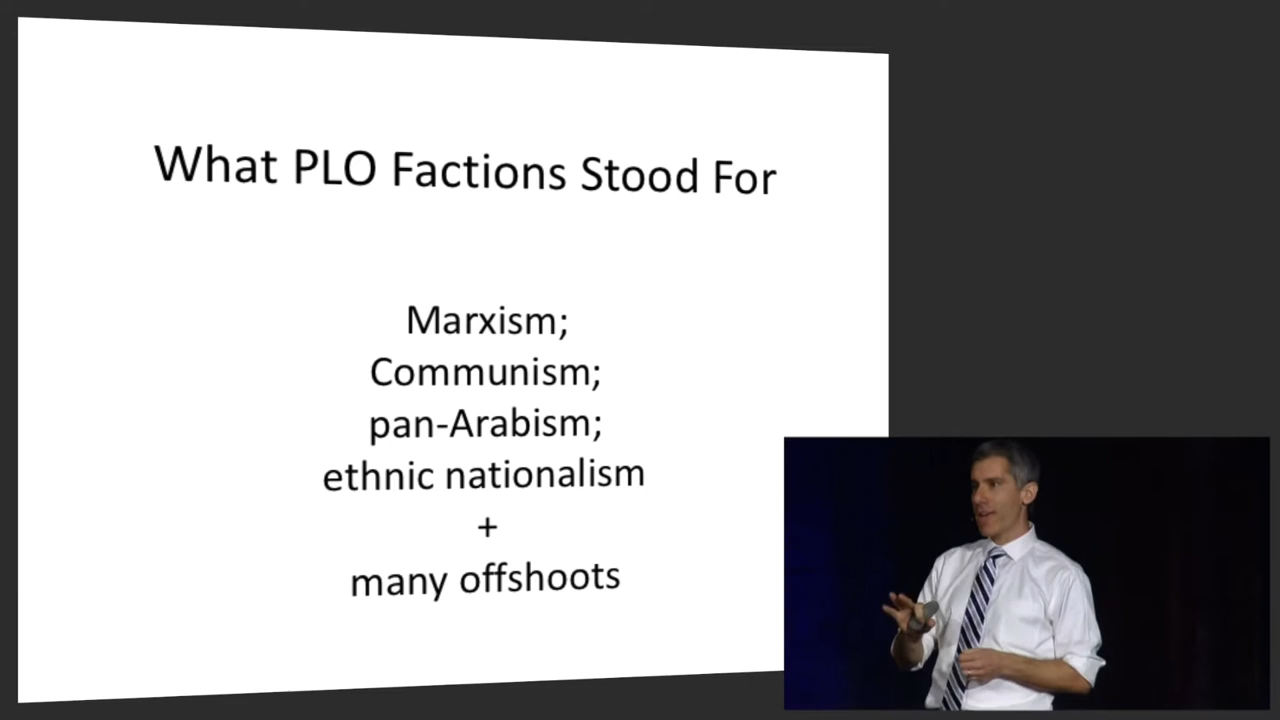 What PLO Factions Stood For
Marxism;
Communism;
pan-Arabism;
ethnic nationalism
+
many offshoots